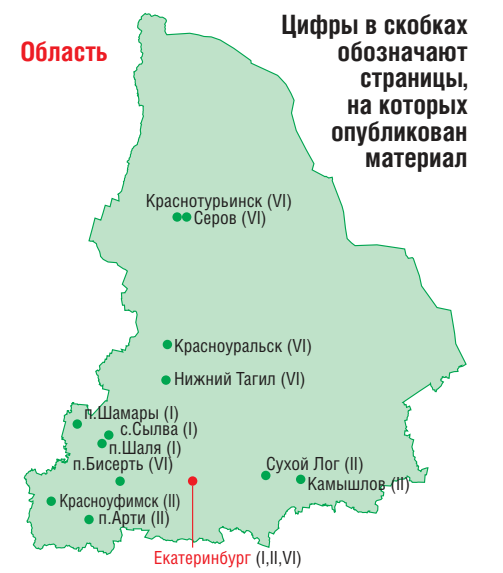 Область
Цифры в скобках
обозначают
страницы,
на которых
опубликован
материал
Краснотурьинск (VI)
Серов (VI)
Красноуральск (VI)
Нижний Тагил (VI)
п.Шамары (I)
с.Сылва (I)
п.Шаля (I)
п.Бисерть (VI)
Сухой Лог (II)
Камышлов (II)
Красноуфимск (II)
п.Арти (II)
Екатеринбург (I,II,VI)